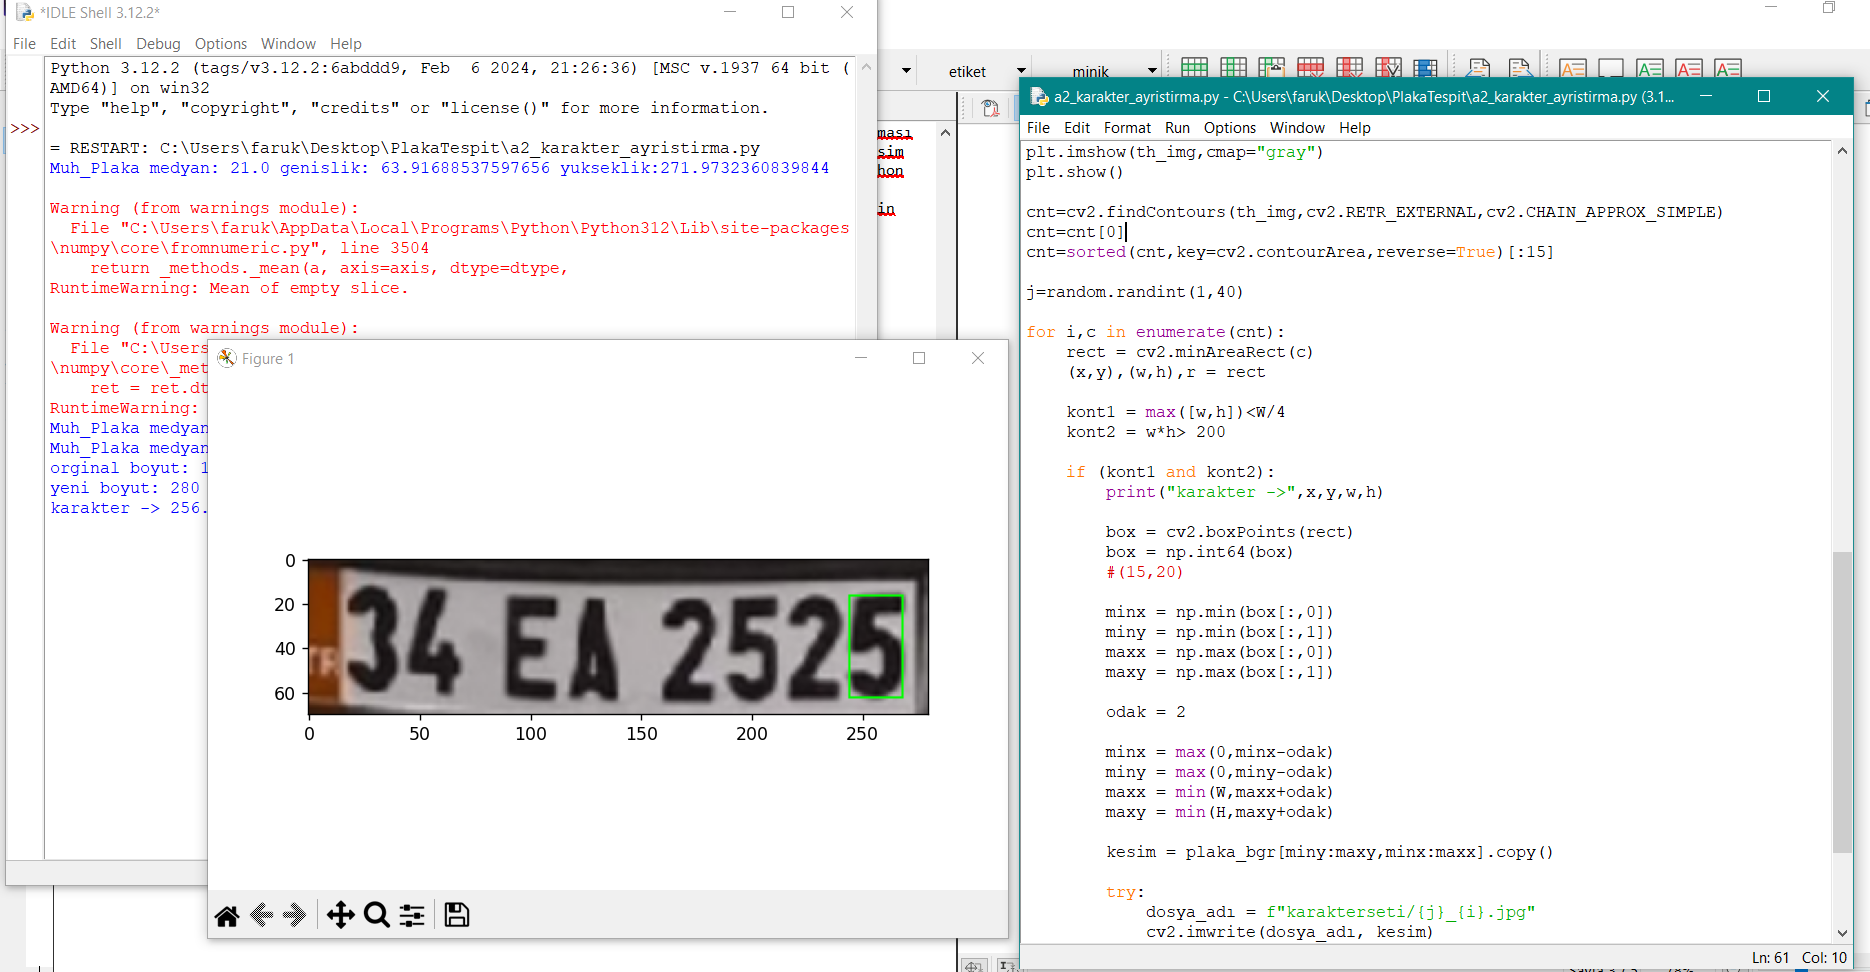 *IDLE Shell 3.12.2*
File Edit Shell Debug Options Window Help
Python 3.12.2 (tags/v3.12.2:6abddd9, Feb  6 2024, 21:26:36) [MSC v.1937 64 bit (
AMD64)] on win32
Type "help", "copyright", "credits" or "license()" for more information.
>>>
= RESTART: C:\Users\faruk\Desktop\PlakaTespit\a2_karakter_ayristirma.py
Muh_Plaka medyan: 21.0 genislik: 63.91688537597656 yukseklik:271.9732360839844
Warning (from warnings module):
  File "C:\Users\faruk\AppData\Local\Programs\Python\Python312\Lib\site-packages
\numpy\core\fromnumeric.py", line 3504
    return _methods._mean(a, axis=axis, dtype=dtype,
RuntimeWarning: Mean of empty slice.
Warning (from warnings module):
  File "C:\Users
\numpy\core\_met
    ret = ret.dt
RuntimeWarning:
Muh_Plaka medyan
Muh_Plaka medyan
orginal boyut: 1
yeni boyut: 280
karakter -> 256.
etiket
minik
ması
sim
hon
in
Figure 1
0
20
40
60
TR 34 EA 2525
0 50 100 150 200 250
a2_karakter_ayristirma.py - C:\Users\faruk\Desktop\PlakaTespit\a2_karakter_ayristirma.py (3.1...
File Edit Format Run Options Window Help
plt.imshow(th_img,cmap="gray")
plt.show()
cnt=cv2.findContours(th_img,cv2.RETR_EXTERNAL,cv2.CHAIN_APPROX_SIMPLE)
cnt=cnt[0]
cnt=sorted(cnt,key=cv2.contourArea,reverse=True)[:15]
j=random.randint(1,40)
for i,c in enumerate(cnt):
    rect = cv2.minAreaRect(c)
    (x,y),(w,h),r = rect
    kont1 = max([w,h])<W/4
    kont2 = w*h> 200
    if (kont1 and kont2):
        print("karakter ->",x,y,w,h)
        box = cv2.boxPoints(rect)
        box = np.int64(box)
        #(15,20)
        minx = np.min(box[:,0])
        miny = np.min(box[:,1])
        maxx = np.max(box[:,0])
        maxy = np.max(box[:,1])
        odak = 2
        minx = max(0,minx-odak)
        miny = max(0,miny-odak)
        maxx = min(W,maxx+odak)
        maxy = min(H,maxy+odak)
        kesim = plaka_bgr[miny:maxy,minx:maxx].copy()
        try:
            dosya_adı = f"karakterseti/{j}_{i}.jpg"
            cv2.imwrite(dosya_adı, kesim)
Ln: 61 Col: 10